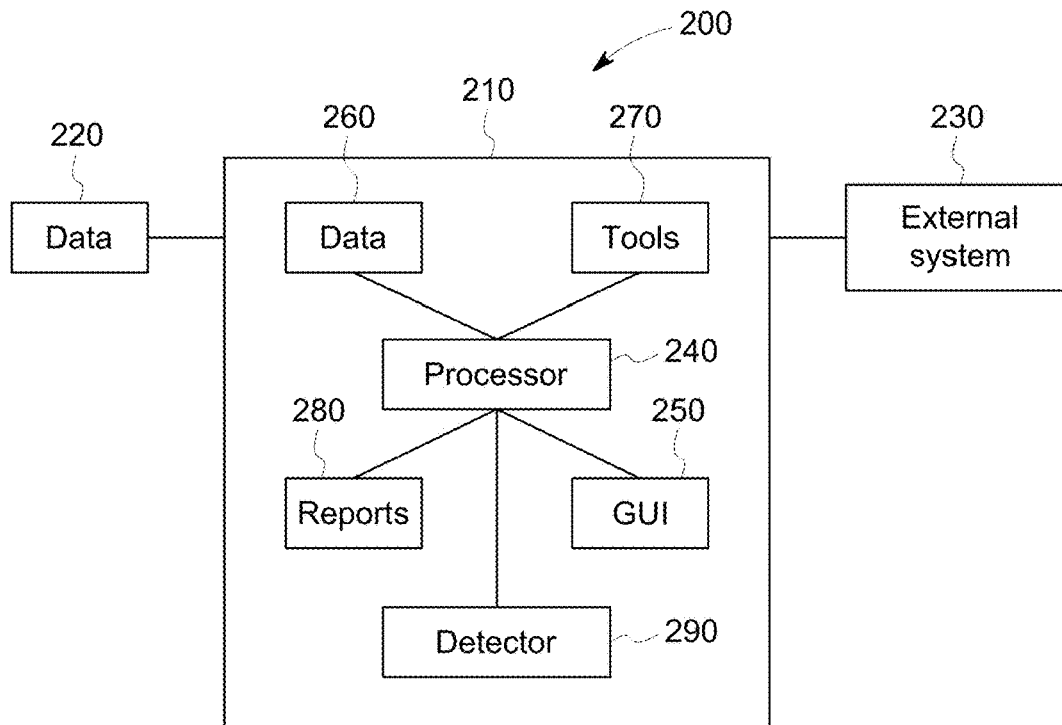 200
210
220
260
270
230
Data
Data
Tools
External
system
Processor
240
280
250
Reports
GUI
Detector
290